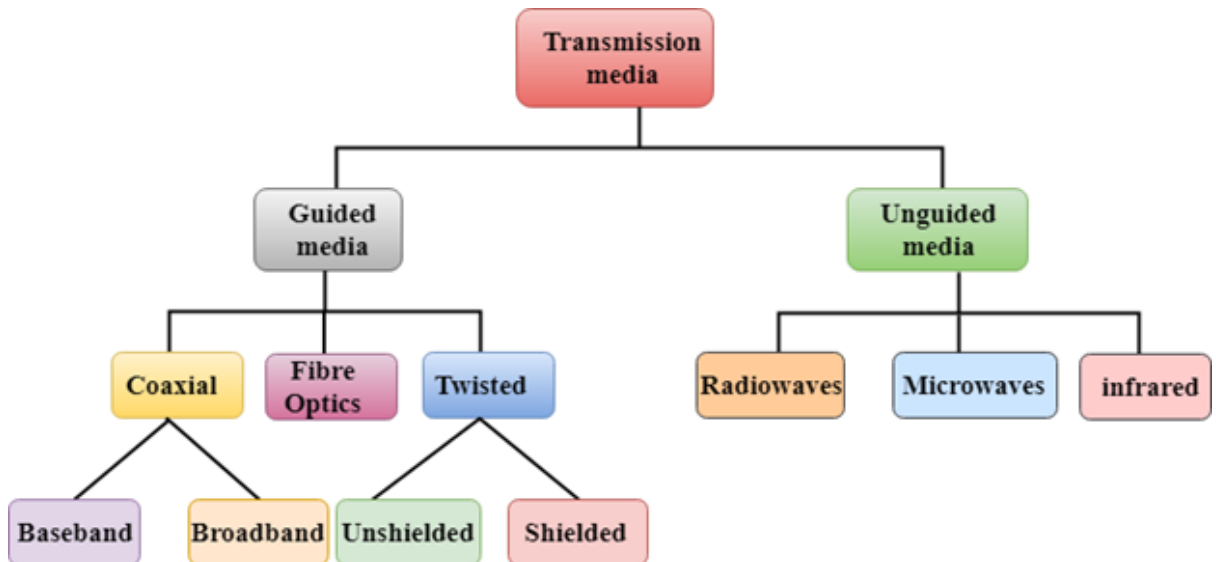 Transmission
media
Guided
media
Unguided
media
Coaxial
Fibre
Optics
Twisted
Radiowaves
Microwaves
infrared
Baseband
Broadband
Unshielded
Shielded